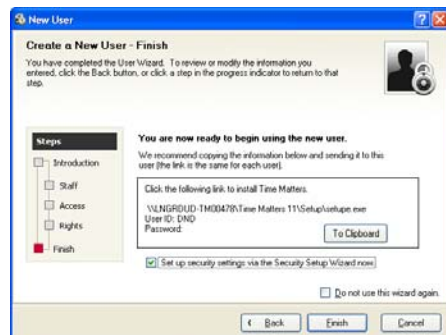 New User
Create a New User - Finish
You have completed the User Wizard. To review or modify the information you
entered, click the Back button, or click a step in the progress indicator to return to that
step.
Steps
Introduction
Staff
Access
Rights
Finish
You are now ready to begin using the new user.
We recommend copying the information below and sending it to this
user (the link is the same for each user).
Click the following link to install Time Matters.
\\LNGRDUD-TM00478\Time Matters 11\Setup\setupe.exe
User ID: DND
Password:
To Clipboard
Set up security settings via the Security Setup Wizard now.
Do not use this wizard again.
Back
Finish
Cancel